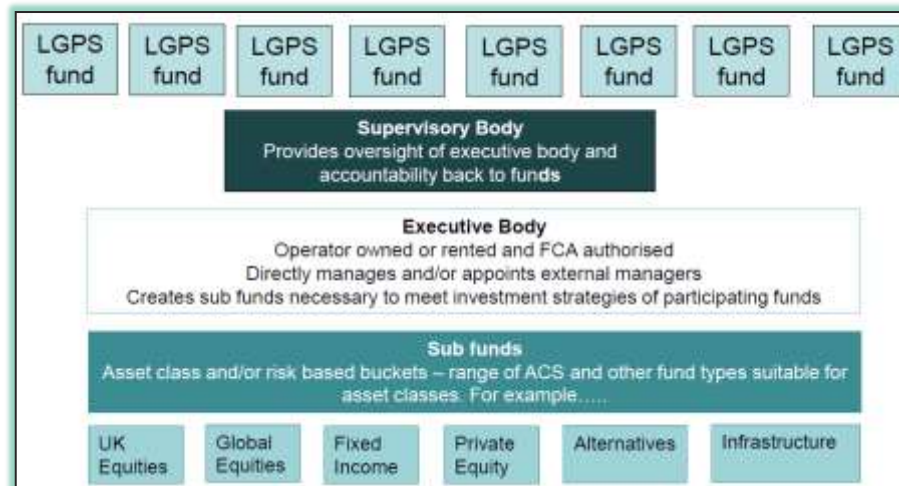 LGPS fund
LGPS fund
LGPS fund
LGPS fund
LGPS fund
LGPS fund
LGPS fund
LGPS fund
Supervisory Body
Provides oversight of executive body and
accountability back to funds
Executive Body
Operator owned or rented and FCA authorised
Directly manages and/or appoints external managers
Creates sub funds necessary to meet investment strategies of participating funds
Sub funds
Asset class and/or risk based buckets – range of ACS and other fund types suitable for
asset classes. For example…..
UK
Equities
Global
Equities
Fixed
Income
Private
Equity
Alternatives
Infrastructure